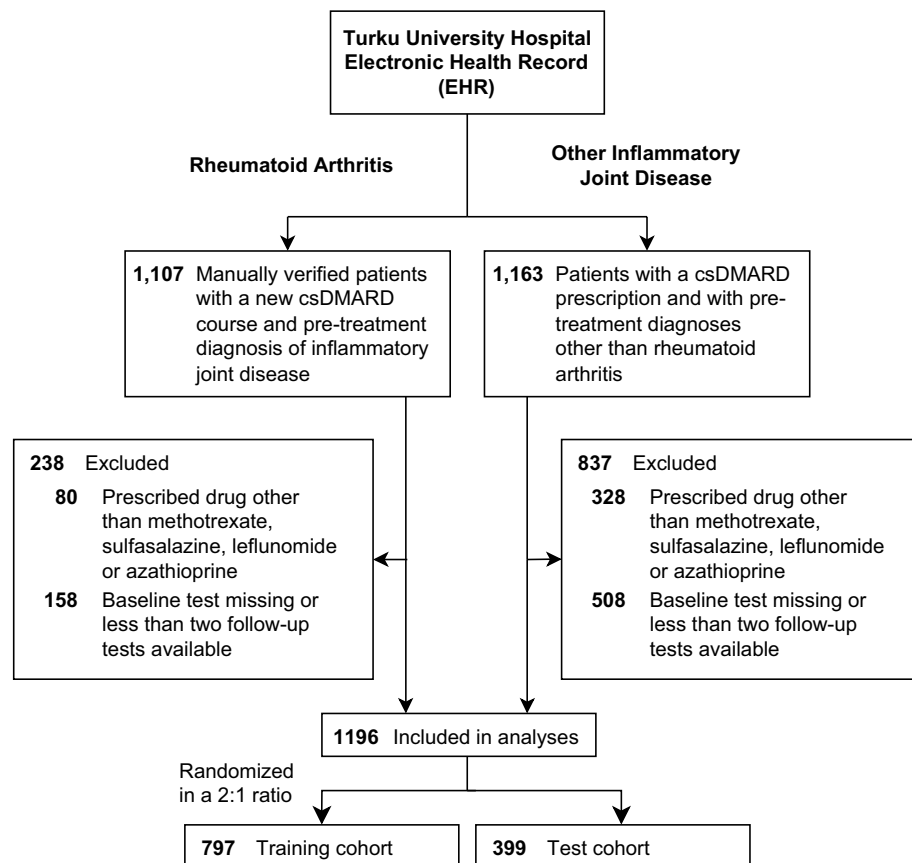 Turku University Hospital
Electronic Health Record
(EHR)
Rheumatoid Arthritis
Other Inflammatory
Joint Disease
1,107 Manually verified patients
with a new csDMARD
course and pre-treatment
diagnosis of inflammatory
joint disease
1,163 Patients with a csDMARD
prescription and with pre-
treatment diagnoses
other than rheumatoid
arthritis
238 Excluded
80 Prescribed drug other
than methotrexate,
sulfasalazine, leflunomide
or azathioprine
158 Baseline test missing or
less than two follow-up
tests available
837 Excluded
328 Prescribed drug other
than methotrexate,
sulfasalazine, leflunomide
or azathioprine
508 Baseline test missing or
less than two follow-up
tests available
1196 Included in analyses
Randomized
in a 2:1 ratio
797 Training cohort
399 Test cohort